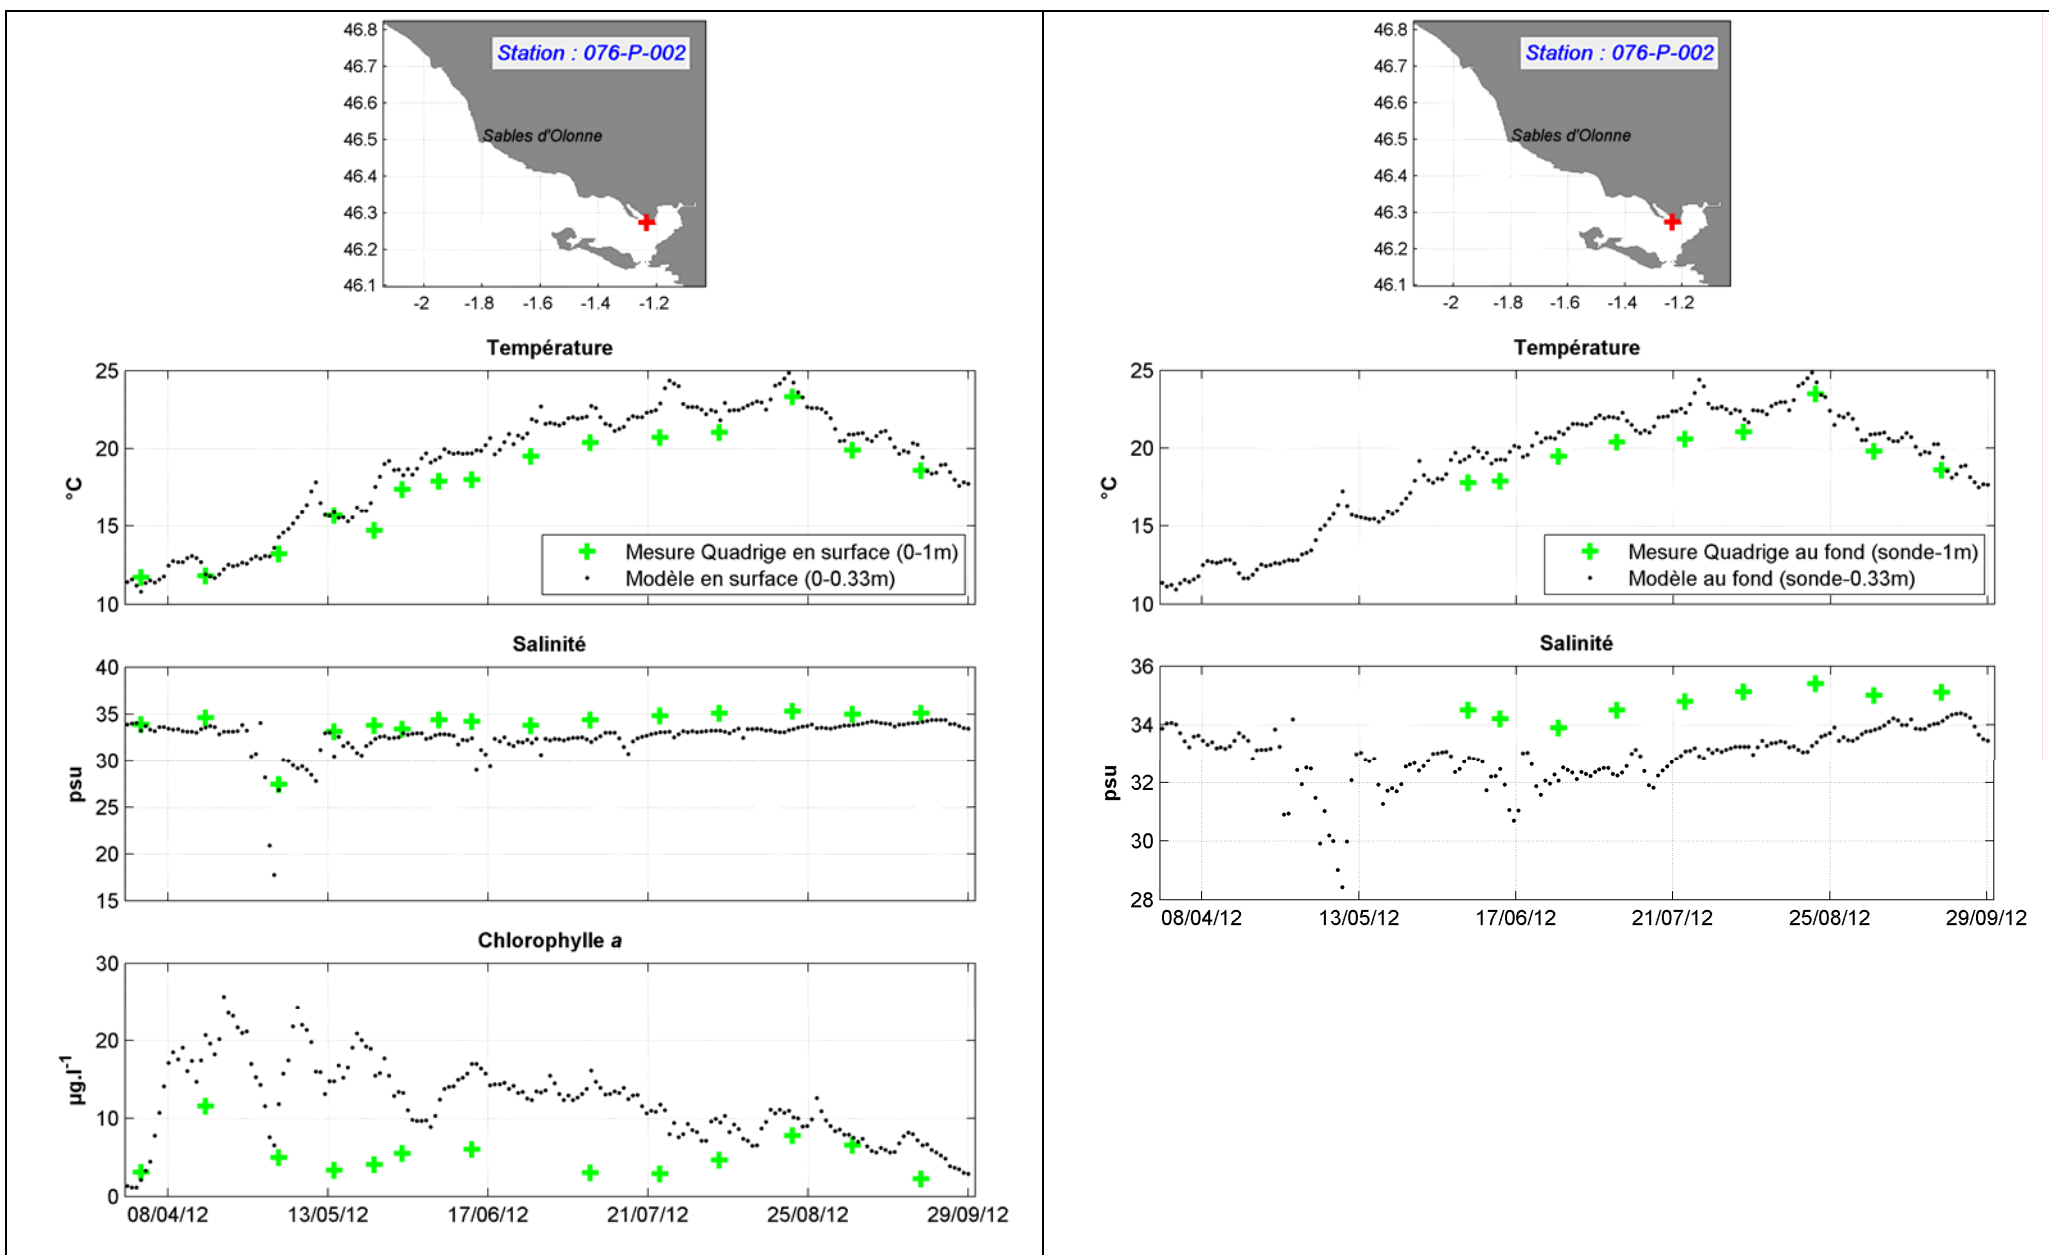 46.8
46.7
46.6
46.5
46.4
46.3
46.2
46.1
Station : 076-P-002
Sables d'Olonne
-2 -1.8 -1.6 -1.4 -1.2
Température
25
20
15
10
°C
Mesure Quadrige en surface (0-1m)
Modèle en surface (0-0.33m)
Salinité
40
35
30
25
20
15
psu
Chlorophylle a
30
20
10
0
µg.l-1
08/04/12 13/05/12 17/06/12 21/07/12 25/08/12 29/09/12
46.8
46.7
46.6
46.5
46.4
46.3
46.2
46.1
Station : 076-P-002
Sables d'Olonne
-2 -1.8 -1.6 -1.4 -1.2
Température
25
20
15
10
°C
Mesure Quadrige au fond (sonde-1m)
Modèle au fond (sonde-0.33m)
Salinité
36
34
32
30
28
psu
08/04/12 13/05/12 17/06/12 21/07/12 25/08/12 29/09/12